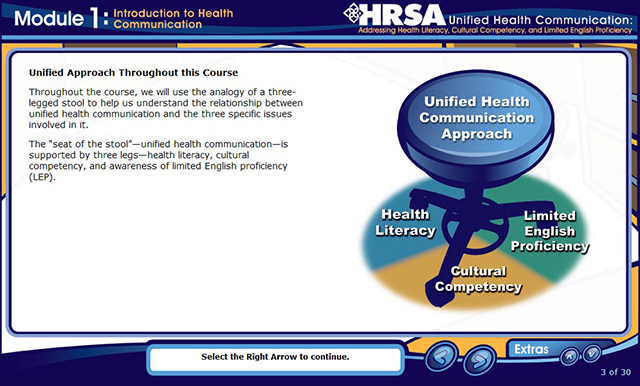 Module 1: Introduction to Health
Communication
HRSA Unified Health Communication:
Addressing Health Literacy, Cultural Competency, and Limited English Proficiency
Unified Approach Throughout this Course
Throughout the course, we will use the analogy of a three-
legged stool to help us understand the relationship between
unified health communication and the three specific issues
involved in it.
The “seat of the stool”—unified health communication—is
supported by three legs—health literacy, cultural
competency, and awareness of limited English proficiency
(LEP).
Unified Health
Communication
Approach
Health
Literacy
Limited
English
Proficiency
Cultural
Competency
Select the Right Arrow to continue.
Extras
3 of 30